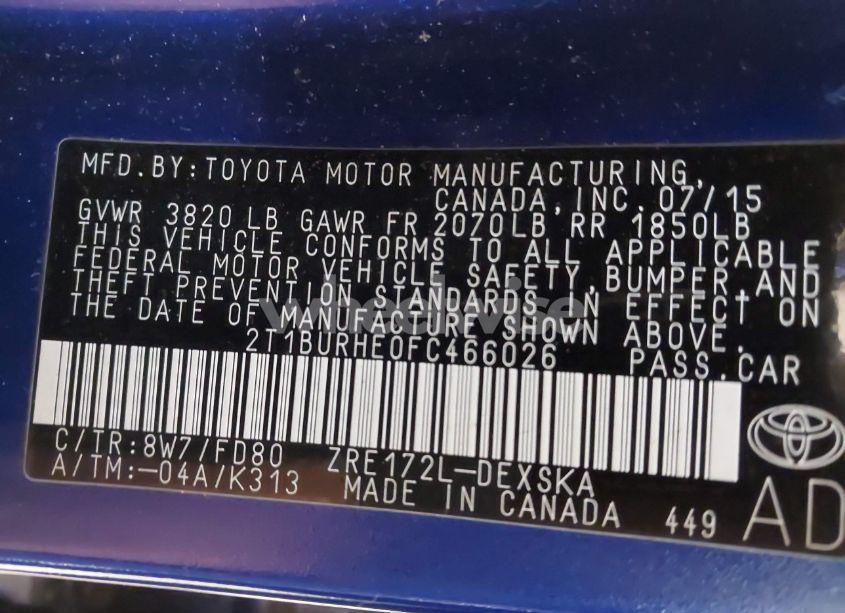 MFD.BY:TOYOTA MOTOR MANUFACTURING,
CANADA, INC. 07/15
GVWR 3820 LB GAWR FR 2070LB RR 1850LB
THIS VEHICLE CONFORMS TO ALL APPLICABLE
FEDERAL MOTOR VEHICLE SAFETY,BUMPER,AND
THEFT PREVENTION STANDARDS IN EFFECT ON
THE DATE OF MANUFACTURE SHOWN ABOVE.
2T1BURHE0FC466026 PASS.CAR
C/TR:8W7/FD80 ZRE172L-DEXSKA
A/TM:-04A/K313 MADE IN CANADA 449
AD